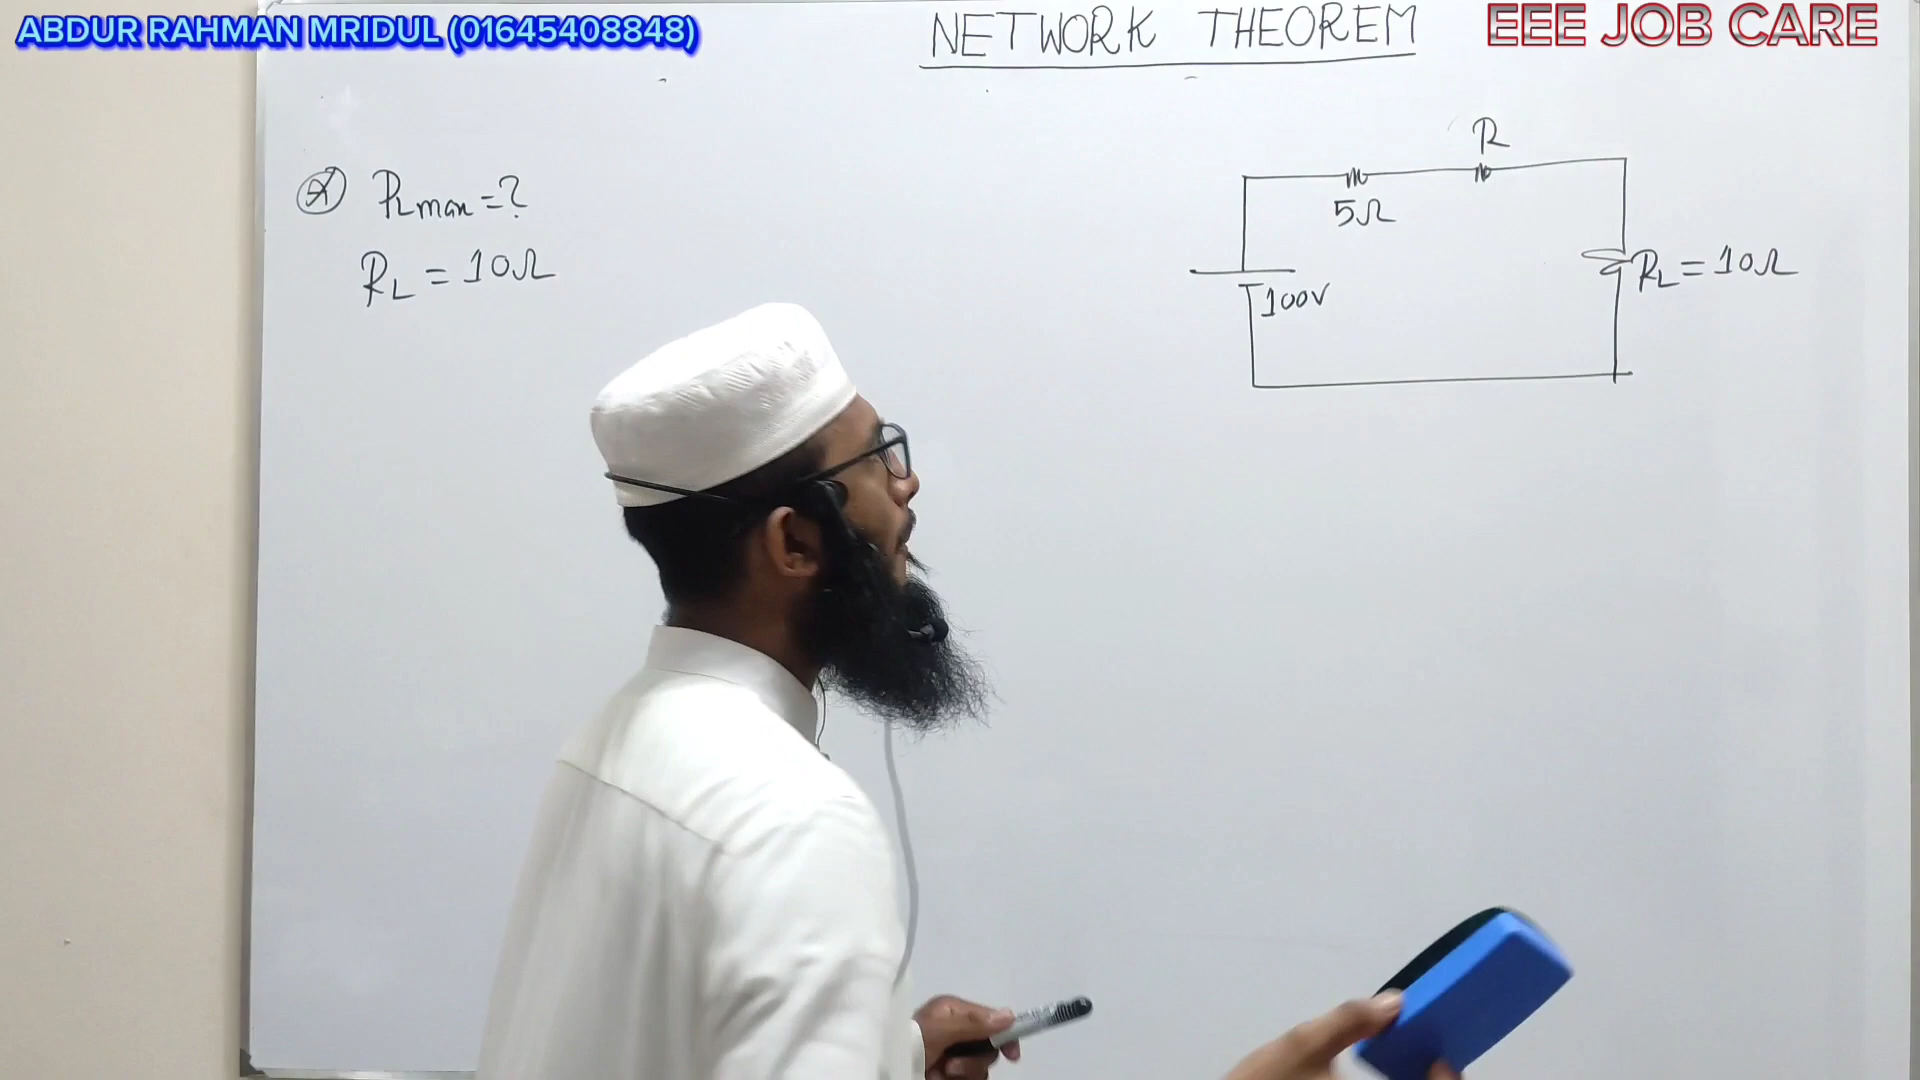 ABDUR RAHMAN MRIDUL (01645408848)
NETWORK THEOREM
EEE JOB CARE
PLmax = ?
RL = 10Ω
R
5Ω
100V
RL = 10Ω